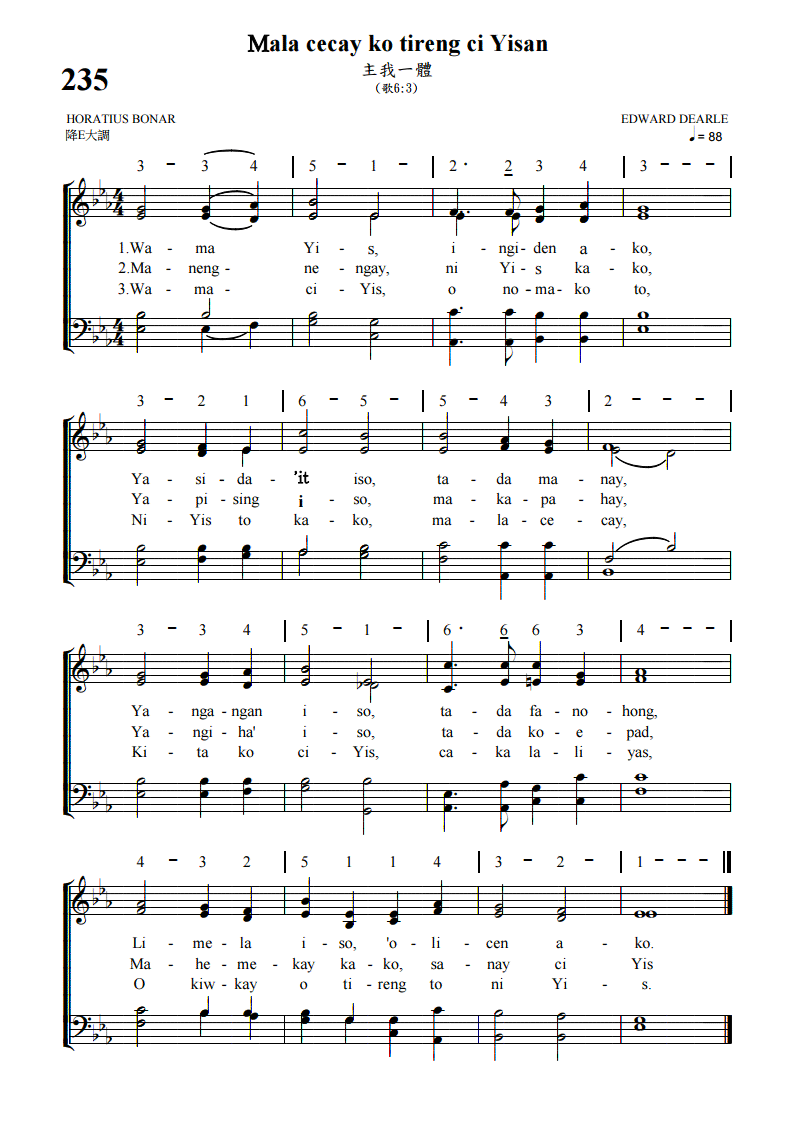 Mala cecay ko tireng ci Yisan
主我一體
235
（歌6:3）
HORATIUS BONAR EDWARD DEARLE
降E大調 ♩= 88
3 - 3 4 | 5 - 1 - | 2· 2 3 4 | 3 - - - |
1.Wa - ma Yi - s, i - ngi-den a - ko,
2.Ma - neng - ne - ngay, ni Yi - s ka - ko,
3.Wa - ma - ci - Yis, o no-ma-ko to,
3 - 2 1 | 6 - 5 - | 5 - 4 3 | 2 - - - |
Ya - si - da - 'it iso, ta - da ma - nay,
Ya - pi - sing i - so, ma - ka - pa - hay,
Ni - Yis to ka - ko, ma - la - ce - cay,
3 - 3 4 | 5 - 1 - | 6· 6 6 3 | 4 - - - |
Ya - nga - ngan i - so, ta - da fa - no - hong,
Ya - ngi - ha' i - so, ta - da ko - e - pad,
Ki - ta ko ci - Yis, ca - ka la - li - yas,
4 - 3 2 | 5 1 1 4 | 3 - 2 - | 1 - - - ‖
Li - me - la i - so, 'o - li - cen a - ko.
Ma - he - me - kay ka - ko, sa - nay ci Yis
O kiw - kay o ti - reng to ni Yi - s.